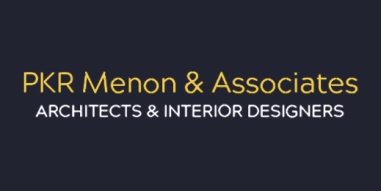 PKR Menon & Associates
ARCHITECTS & INTERIOR DESIGNERS